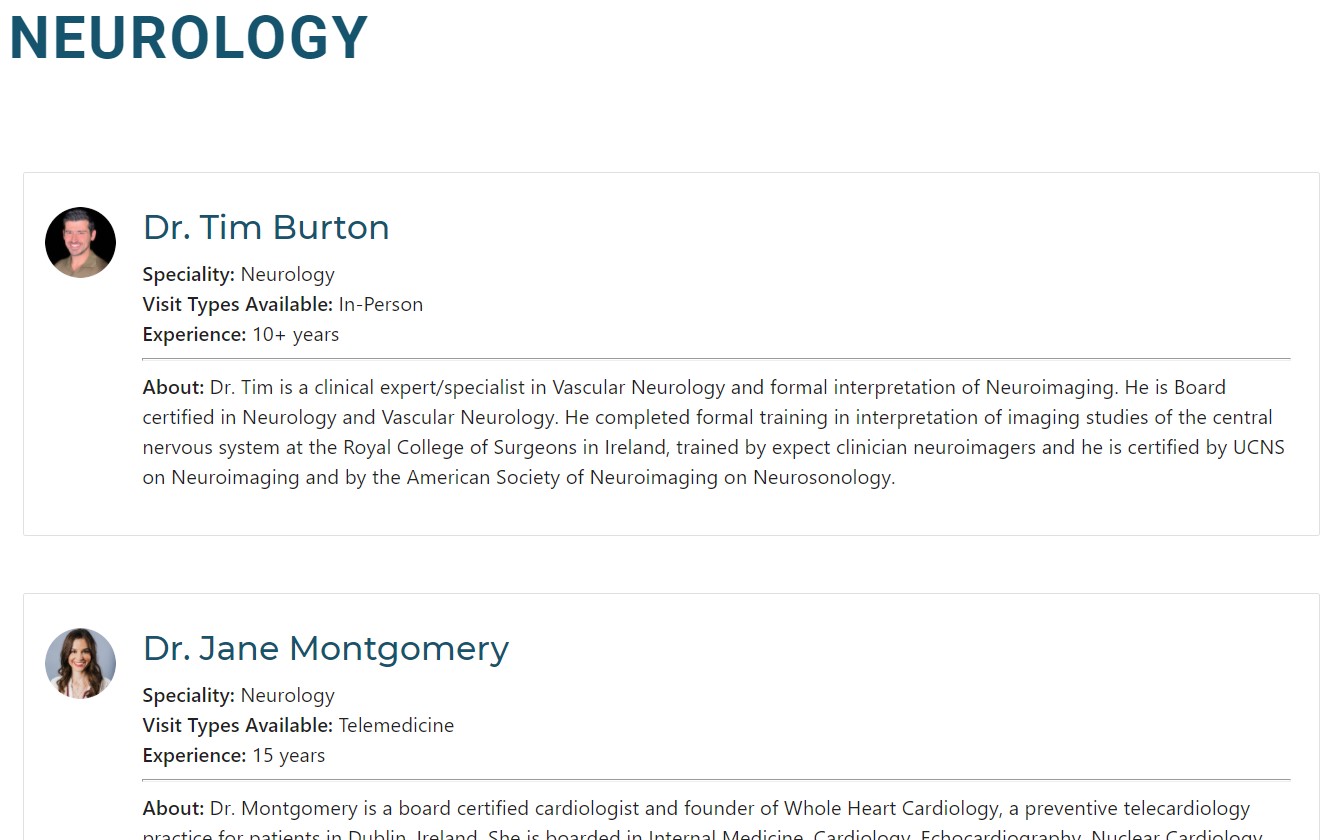 NEUROLOGY
Dr. Tim Burton
Speciality: Neurology
Visit Types Available: In-Person
Experience: 10+ years
About: Dr. Tim is a clinical expert/specialist in Vascular Neurology and formal interpretation of Neuroimaging. He is Board
certified in Neurology and Vascular Neurology. He completed formal training in interpretation of imaging studies of the central
nervous system at the Royal College of Surgeons in Ireland, trained by expect clinician neuroimagers and he is certified by UCNS
on Neuroimaging and by the American Society of Neuroimaging on Neurosonology.
Dr. Jane Montgomery
Speciality: Neurology
Visit Types Available: Telemedicine
Experience: 15 years
About: Dr. Montgomery is a board certified cardiologist and founder of Whole Heart Cardiology, a preventive telecardiology
practice for patients in Dublin, Ireland. She is boarded in Internal Medicine, Cardiology, Echocardiography, Nuclear Cardiology